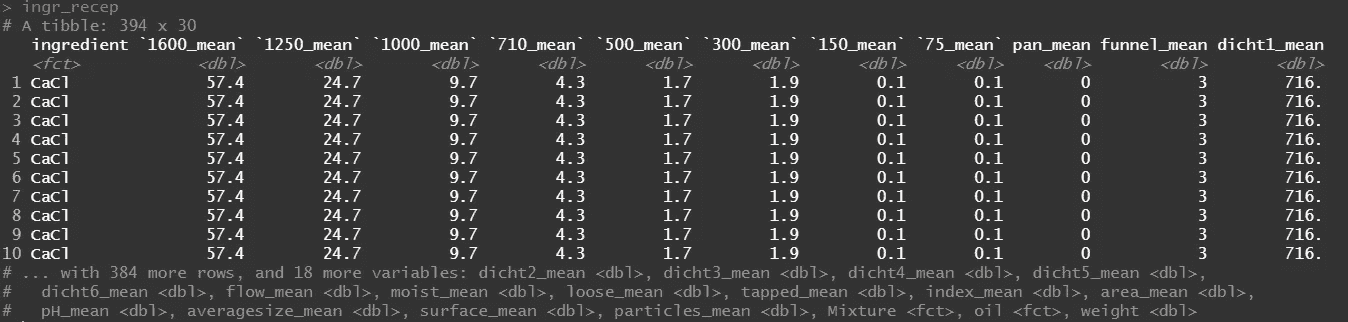 > ingr_recep
# A tibble: 394 x 30
ingredient `1600_mean` `1250_mean` `1000_mean` `710_mean` `500_mean` `300_mean` `150_mean` `75_mean` pan_mean funnel_mean dicht1_mean
<fct> <dbl> <dbl> <dbl> <dbl> <dbl> <dbl> <dbl> <dbl> <dbl> <dbl> <dbl>
1 CaCl 57.4 24.7 9.7 4.3 1.7 1.9 0.1 0.1 0 3 716.
2 CaCl 57.4 24.7 9.7 4.3 1.7 1.9 0.1 0.1 0 3 716.
3 CaCl 57.4 24.7 9.7 4.3 1.7 1.9 0.1 0.1 0 3 716.
4 CaCl 57.4 24.7 9.7 4.3 1.7 1.9 0.1 0.1 0 3 716.
5 CaCl 57.4 24.7 9.7 4.3 1.7 1.9 0.1 0.1 0 3 716.
6 CaCl 57.4 24.7 9.7 4.3 1.7 1.9 0.1 0.1 0 3 716.
7 CaCl 57.4 24.7 9.7 4.3 1.7 1.9 0.1 0.1 0 3 716.
8 CaCl 57.4 24.7 9.7 4.3 1.7 1.9 0.1 0.1 0 3 716.
9 CaCl 57.4 24.7 9.7 4.3 1.7 1.9 0.1 0.1 0 3 716.
10 CaCl 57.4 24.7 9.7 4.3 1.7 1.9 0.1 0.1 0 3 716.
# ... with 384 more rows, and 18 more variables: dicht2_mean <dbl>, dicht3_mean <dbl>, dicht4_mean <dbl>, dicht5_mean <dbl>,
# dicht6_mean <dbl>, flow_mean <dbl>, moist_mean <dbl>, loose_mean <dbl>, tapped_mean <dbl>, index_mean <dbl>, area_mean <dbl>,
# pH_mean <dbl>, averagesize_mean <dbl>, surface_mean <dbl>, particles_mean <dbl>, Mixture <fct>, oil <fct>, weight <dbl>